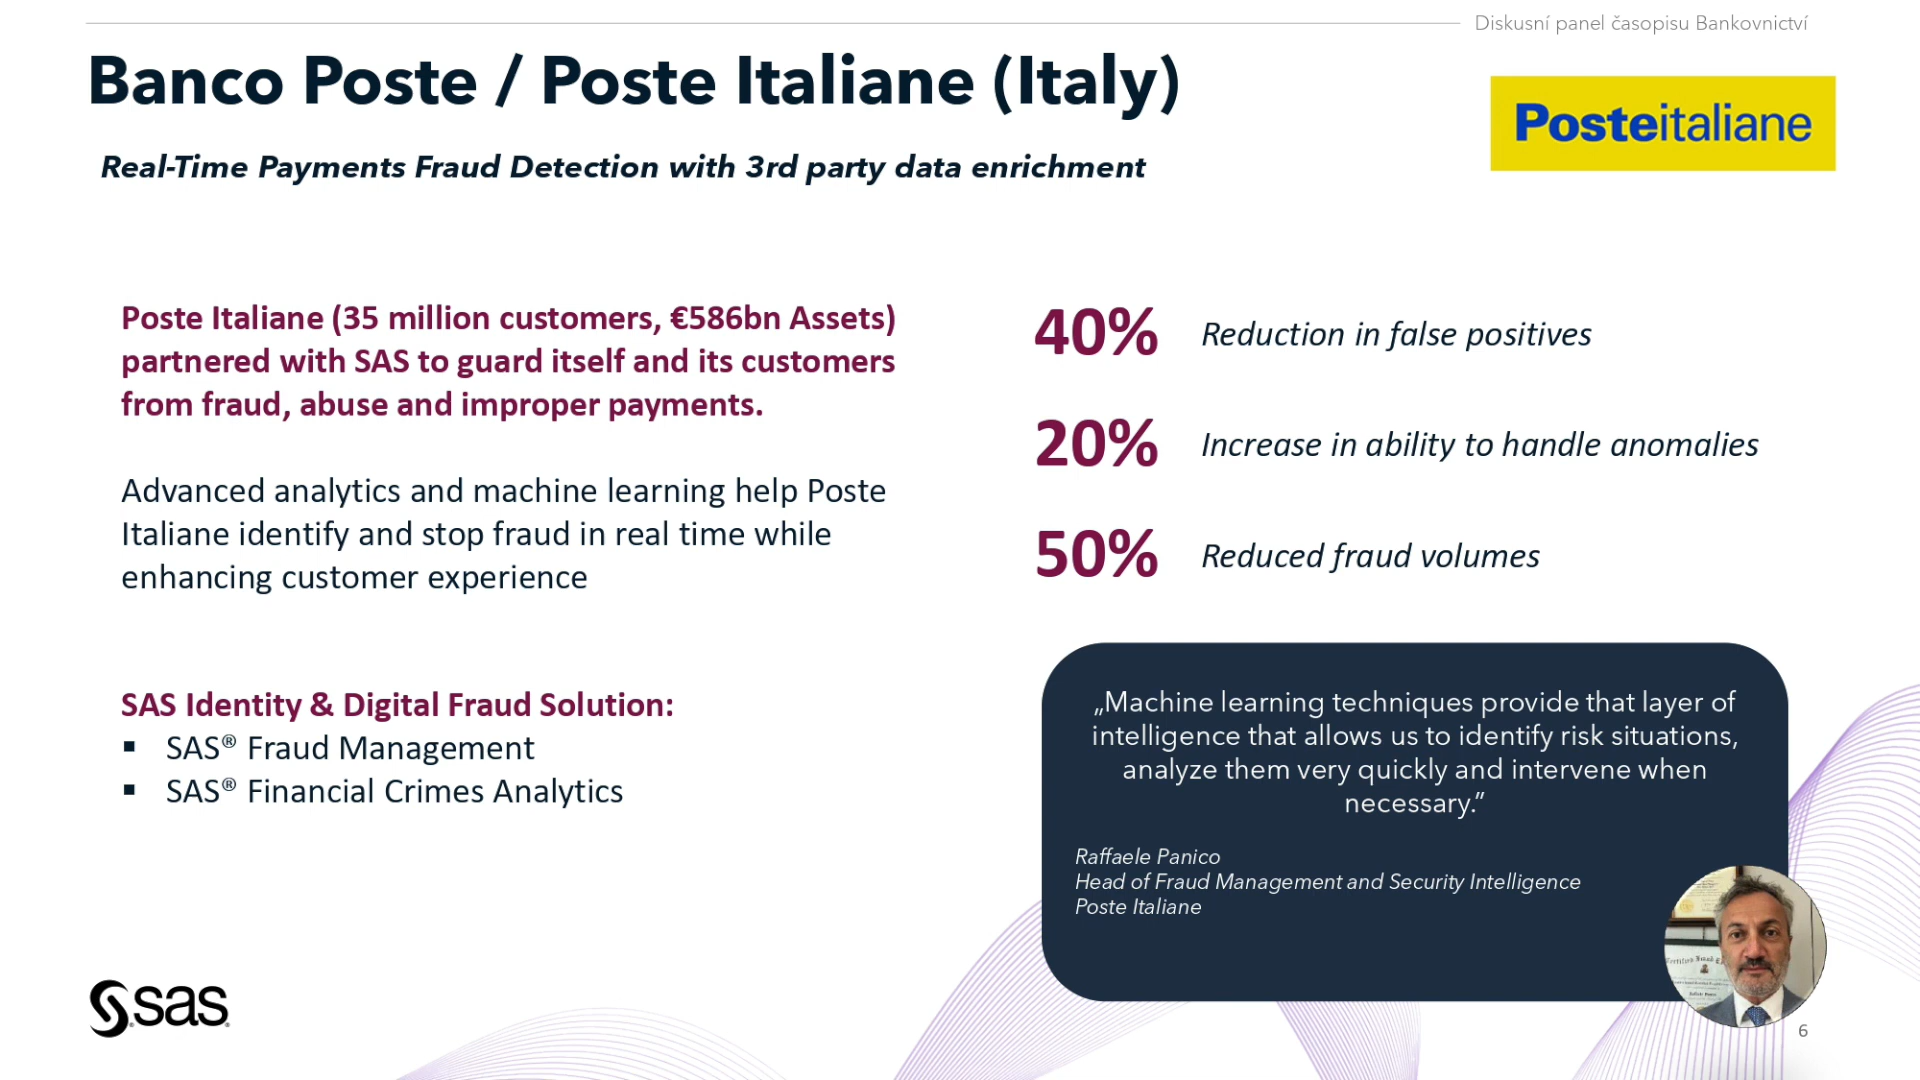 Diskusní panel časopisu Bankovnictví
Banco Poste / Poste Italiane (Italy)
Posteitaliane
Real-Time Payments Fraud Detection with 3rd party data enrichment
Poste Italiane (35 million customers, €586bn Assets)
partnered with SAS to guard itself and its customers
from fraud, abuse and improper payments.
Advanced analytics and machine learning help Poste
Italiane identify and stop fraud in real time while
enhancing customer experience
SAS Identity & Digital Fraud Solution:
▪ SAS® Fraud Management
▪ SAS® Financial Crimes Analytics
40% Reduction in false positives
20% Increase in ability to handle anomalies
50% Reduced fraud volumes
„Machine learning techniques provide that layer of
intelligence that allows us to identify risk situations,
analyze them very quickly and intervene when
necessary.”
Raffaele Panico
Head of Fraud Management and Security Intelligence
Poste Italiane
sas
6